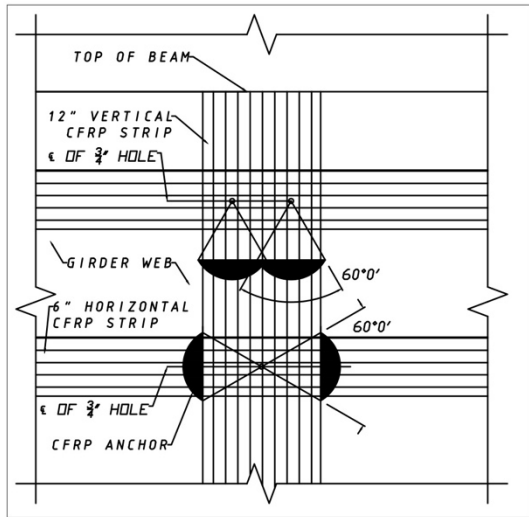 TOP OF BEAM
12" VERTICAL
CFRP STRIP
℄ OF 3/4" HOLE
GIRDER WEB
60°0'
6" HORIZONTAL
CFRP STRIP
60°0'
℄ OF 3/4" HOLE
CFRP ANCHOR